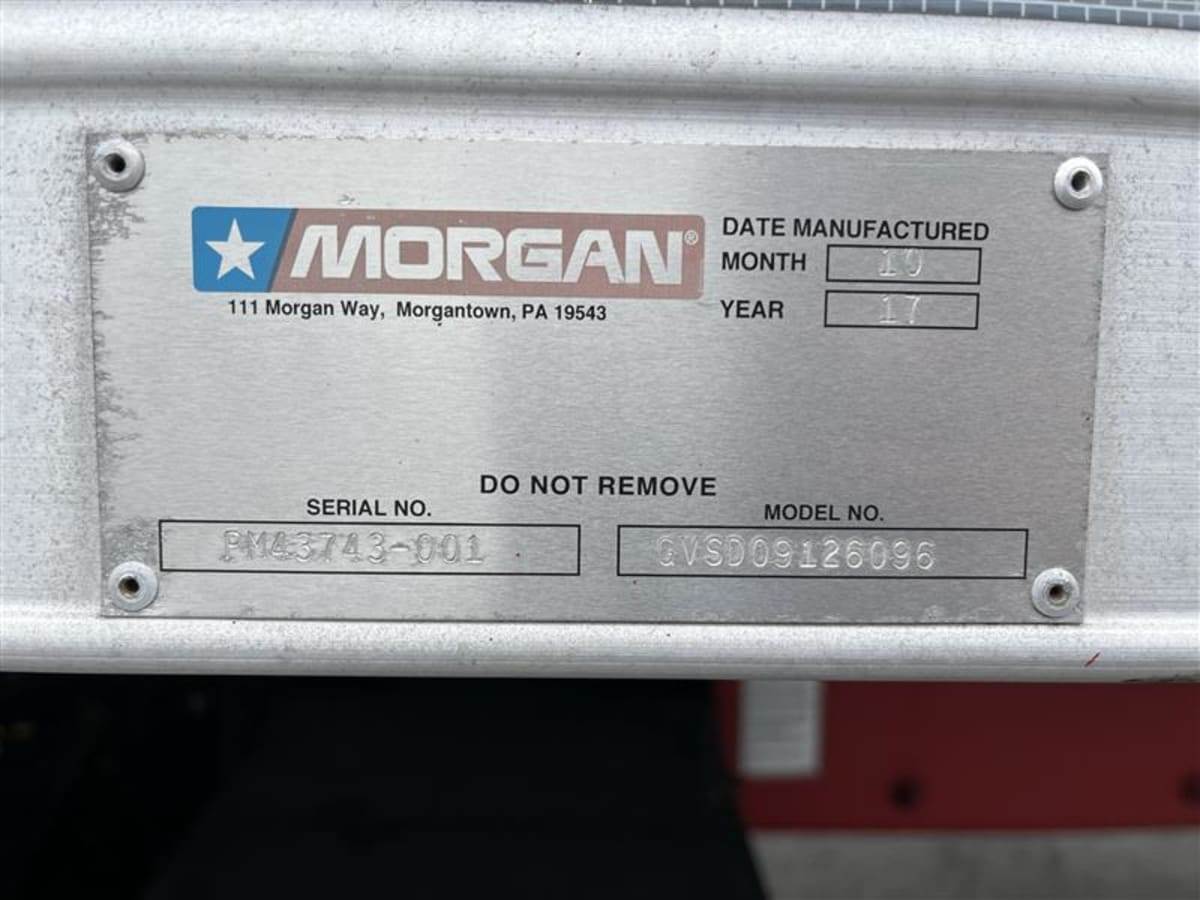 MORGAN®
111 Morgan Way, Morgantown, PA 19543
DATE MANUFACTURED
MONTH 10
YEAR 17
DO NOT REMOVE
SERIAL NO.
PM43743-001
MODEL NO.
GVSD09126096